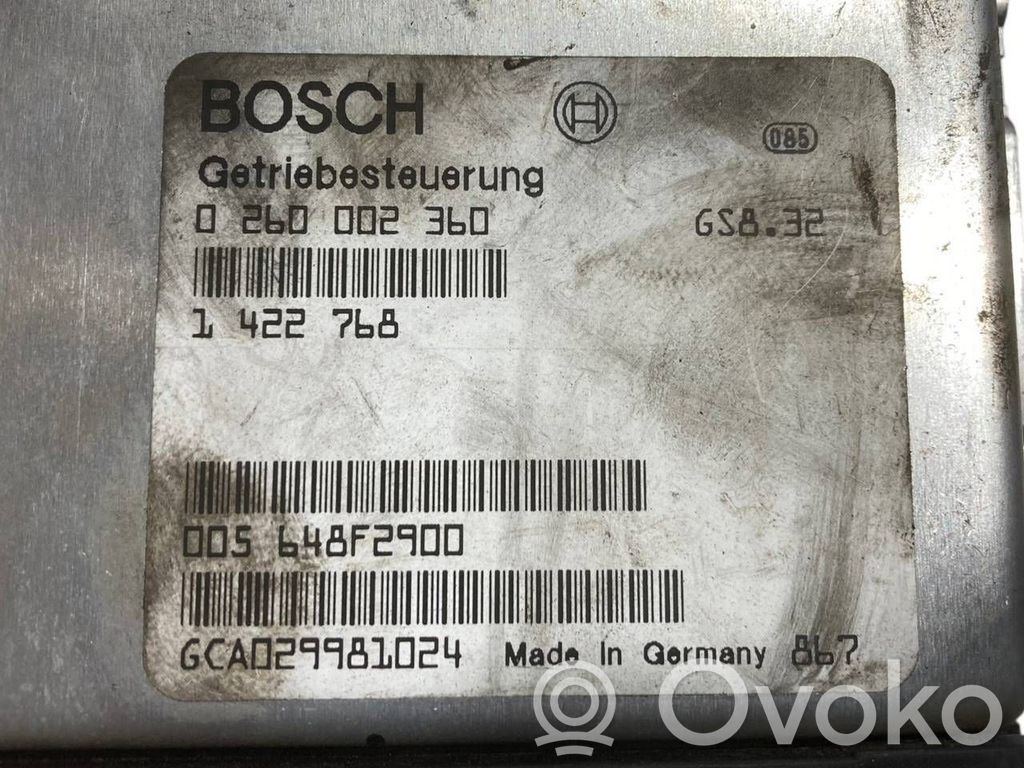 BOSCH
085
Getriebesteuerung
0 260 002 360 GS8.32
1 422 768
005 648F2900
GCA029981024 Made in Germany 867
Ovoko